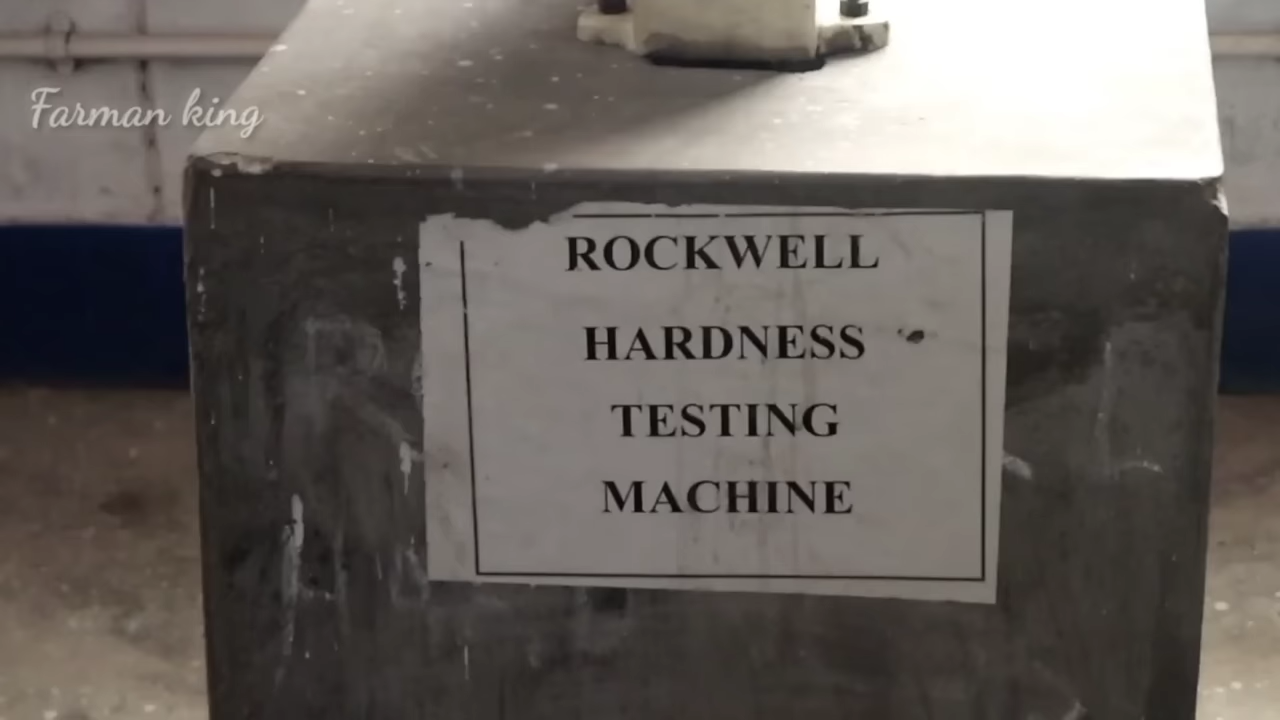 Farman king
ROCKWELL
HARDNESS
TESTING
MACHINE